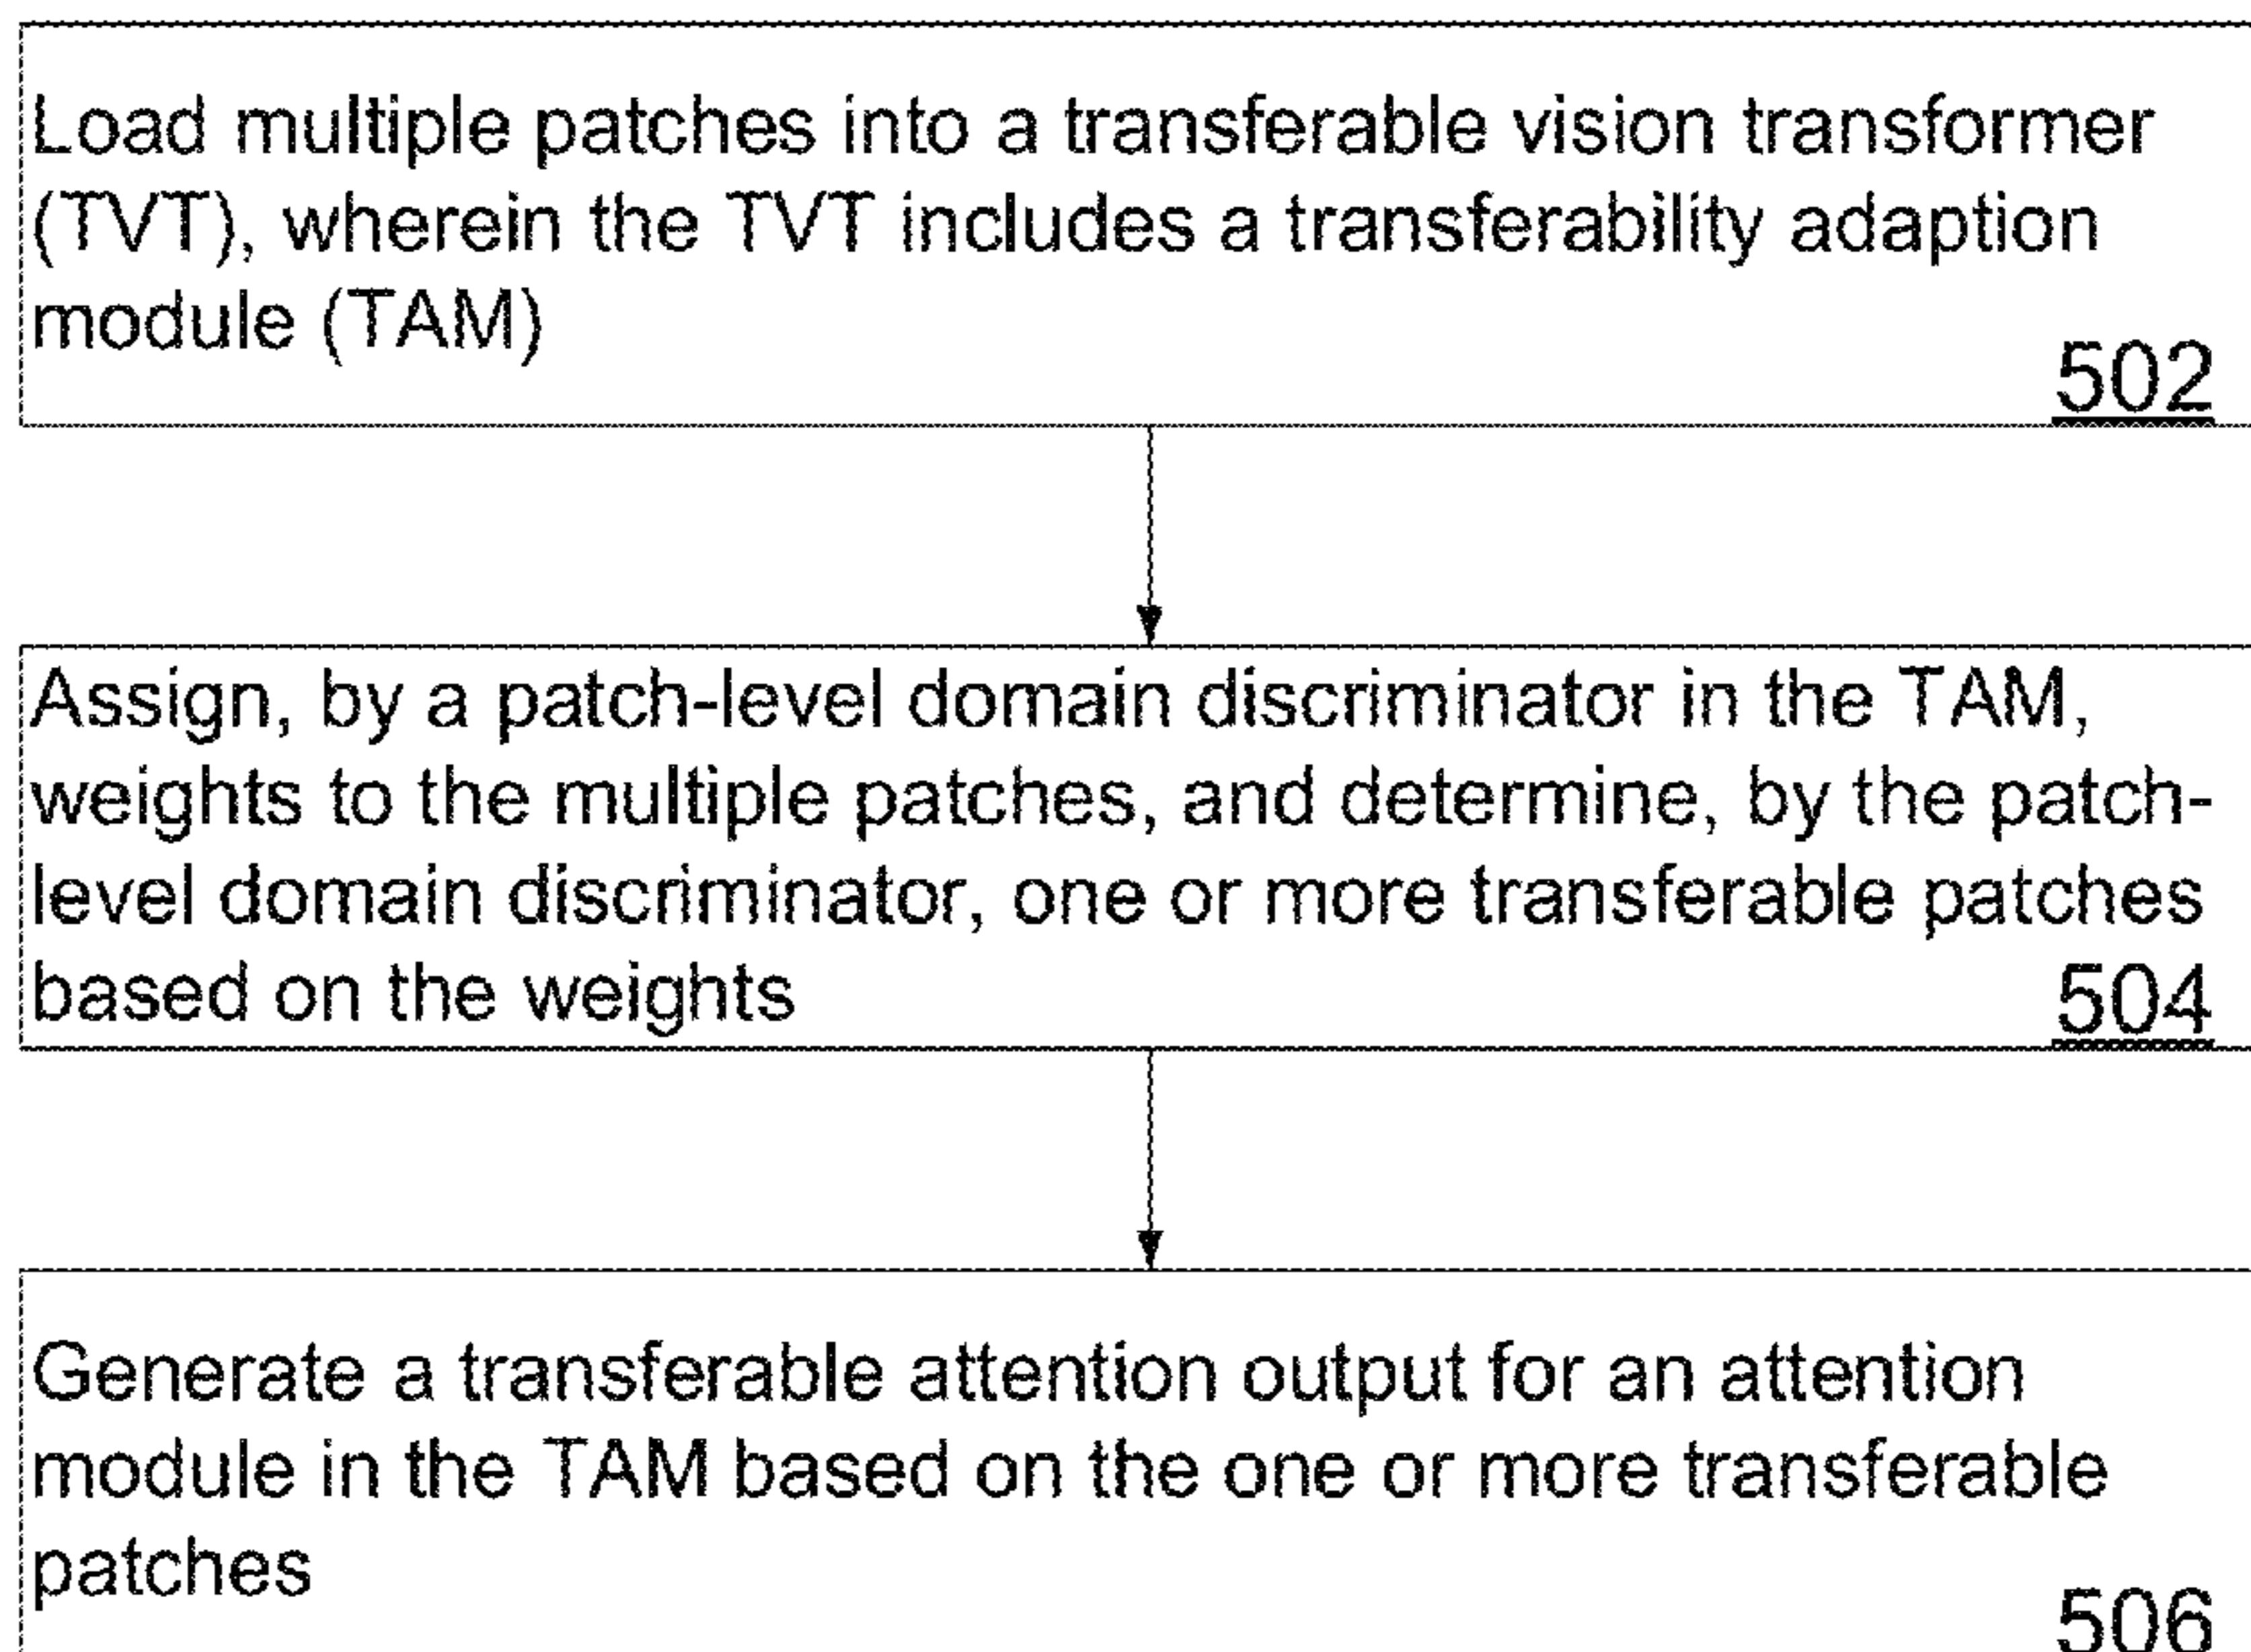 Load multiple patches into a transferable vision transformer
(TVT), wherein the TVT includes a transferability adaption
module (TAM)
502
Assign, by a patch-level domain discriminator in the TAM,
weights to the multiple patches, and determine, by the patch-
level domain discriminator, one or more transferable patches
based on the weights
504
Generate a transferable attention output for an attention
module in the TAM based on the one or more transferable
patches
506